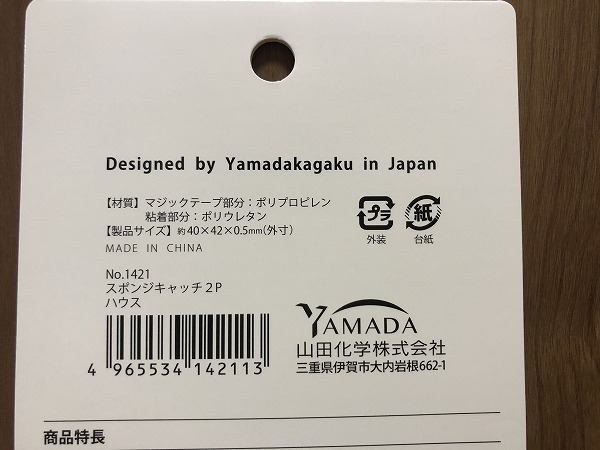 Designed by Yamadakagaku in Japan
【材質】マジックテープ部分：ポリプロピレン
粘着部分：ポリウレタン
【製品サイズ】約40×42×0.5mm(外寸)
MADE IN CHINA
プラ
外装
紙
台紙
No.1421
スポンジキャッチ2P
ハウス
4 965534 142113
YAMADA
山田化学株式会社
三重県伊賀市大内岩根662-1
商品特長